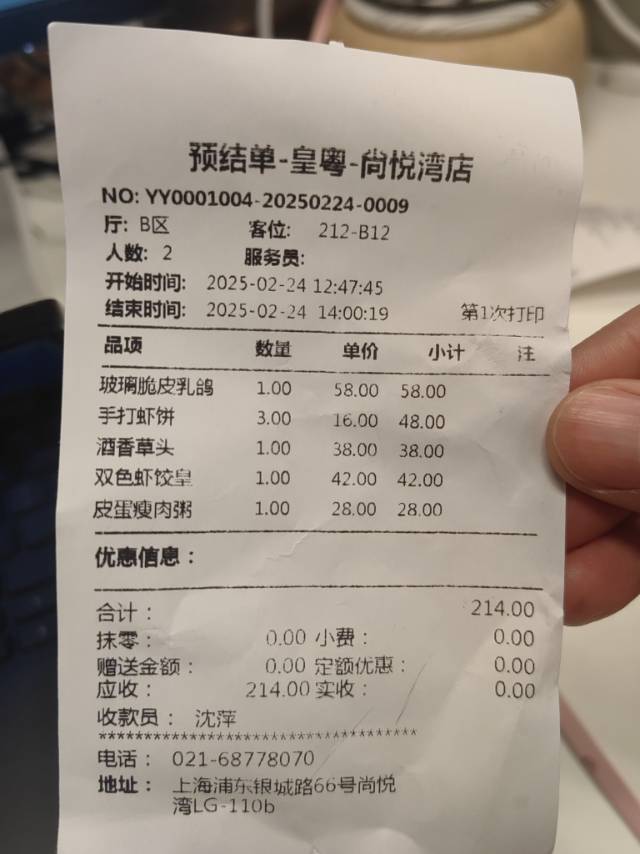 预结单-皇粤-尚悦湾店
NO: YY0001004-20250224-0009
厅: B区 客位: 212-B12
人数: 2 服务员:
开始时间: 2025-02-24 12:47:45
结束时间: 2025-02-24 14:00:19 第1次打印
品项 数量 单价 小计 注
玻璃脆皮乳鸽 1.00 58.00 58.00
手打虾饼 3.00 16.00 48.00
酒香草头 1.00 38.00 38.00
双色虾饺皇 1.00 42.00 42.00
皮蛋瘦肉粥 1.00 28.00 28.00
优惠信息：
合计： 214.00
抹零： 0.00 小费： 0.00
赠送金额： 0.00 定额优惠： 0.00
应收： 214.00 实收： 0.00
收款员： 沈萍
************************************
电话： 021-68778070
地址： 上海浦东银城路66号尚悦
湾LG-110b